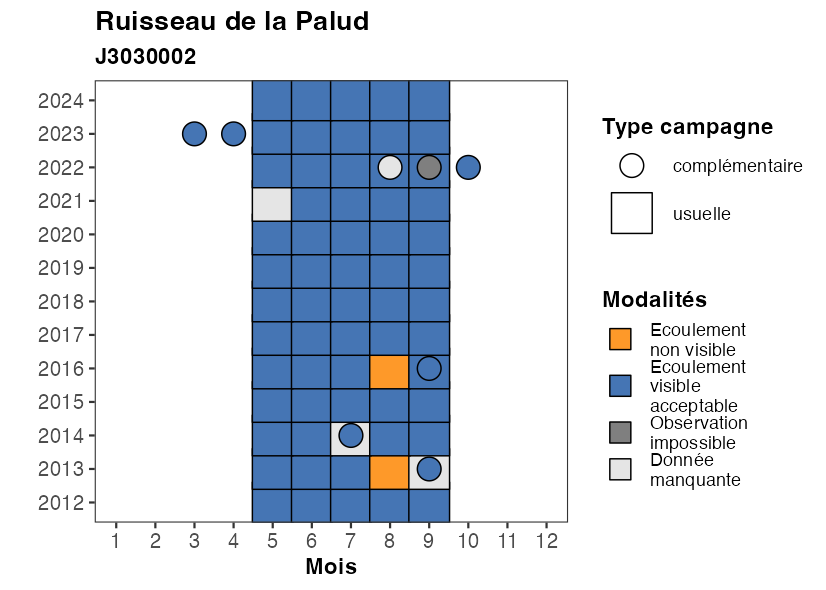 Ruisseau de la Palud
J3030002
2024
2023
2022
2021
2020
2019
2018
2017
2016
2015
2014
2013
2012
1 2 3 4 5 6 7 8 9 10 11 12
Mois
Type campagne
complémentaire
usuelle
Modalités
Ecoulement
non visible
Ecoulement
visible
acceptable
Observation
impossible
Donnée
manquante